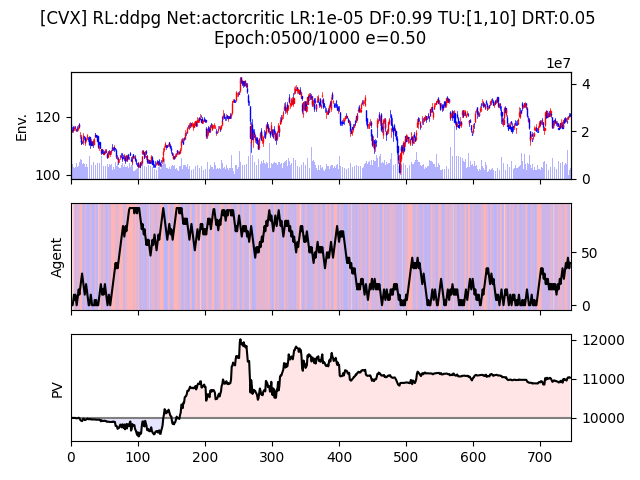 [CVX] RL:ddpg Net:actorcritic LR:1e-05 DF:0.99 TU:[1,10] DRT:0.05
Epoch:0500/1000 e=0.50
1e7
Env.
120
100
4
2
0
Agent
50
0
PV
12000
11000
10000
0 100 200 300 400 500 600 700